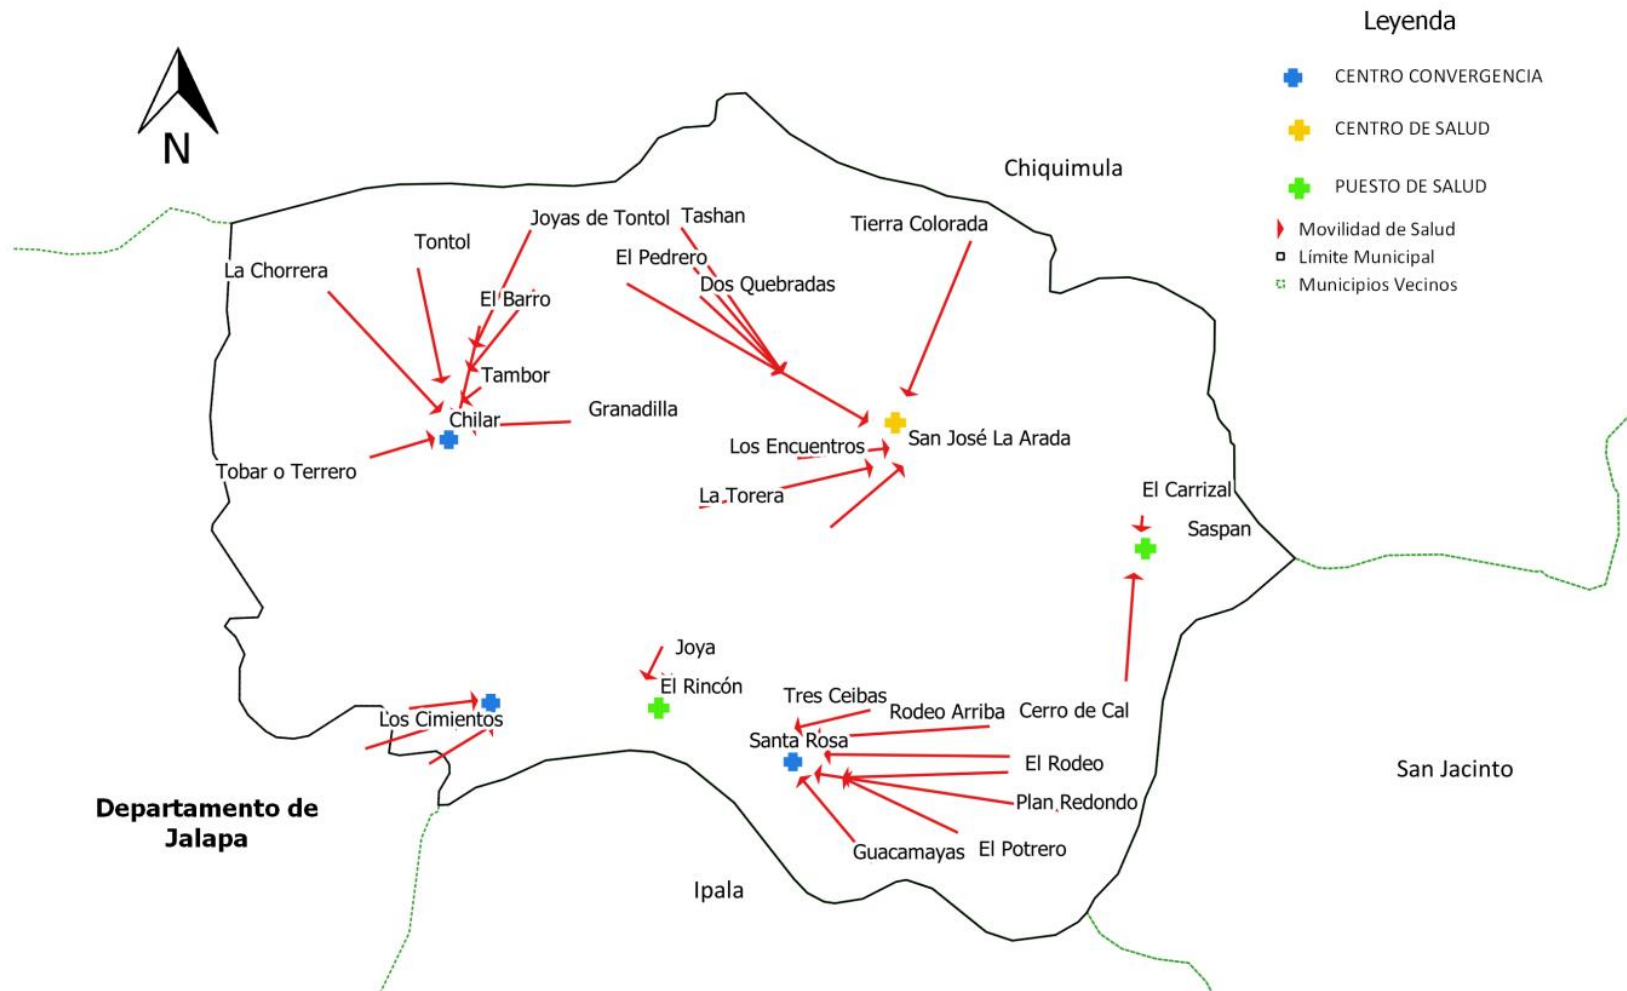 Leyenda
CENTRO CONVERGENCIA
CENTRO DE SALUD
PUESTO DE SALUD
Movilidad de Salud
Límite Municipal
Municipios Vecinos
N
Chiquimula
Joyas de Tontol
Tashan
Tierra Colorada
Tontol
El Pedrero
La Chorrera
Dos Quebradas
El Barro
Tambor
Granadilla
Chilar
San José La Arada
Los Encuentros
Tobar o Terrero
La Torera
El Carrizal
Saspan
Joya
El Rincón
Tres Ceibas
Rodeo Arriba
Cerro de Cal
Los Cimientos
Santa Rosa
El Rodeo
San Jacinto
Plan Redondo
Departamento de
Jalapa
Guacamayas
El Potrero
Ipala